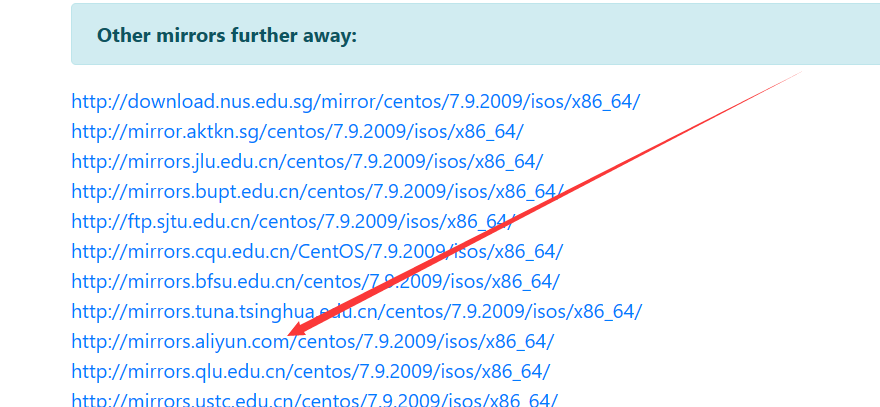 Other mirrors further away:
http://download.nus.edu.sg/mirror/centos/7.9.2009/isos/x86_64/
http://mirror.aktkn.sg/centos/7.9.2009/isos/x86_64/
http://mirrors.jlu.edu.cn/centos/7.9.2009/isos/x86_64/
http://mirrors.bupt.edu.cn/centos/7.9.2009/isos/x86_64/
http://ftp.sjtu.edu.cn/centos/7.9.2009/isos/x86_64/
http://mirrors.cqu.edu.cn/CentOS/7.9.2009/isos/x86_64/
http://mirrors.bfsu.edu.cn/centos/7.9.2009/isos/x86_64/
http://mirrors.tuna.tsinghua.edu.cn/centos/7.9.2009/isos/x86_64/
http://mirrors.aliyun.com/centos/7.9.2009/isos/x86_64/
http://mirrors.qlu.edu.cn/centos/7.9.2009/isos/x86_64/
http://mirrors.ustc.edu.cn/centos/7.9.2009/isos/x86_64/